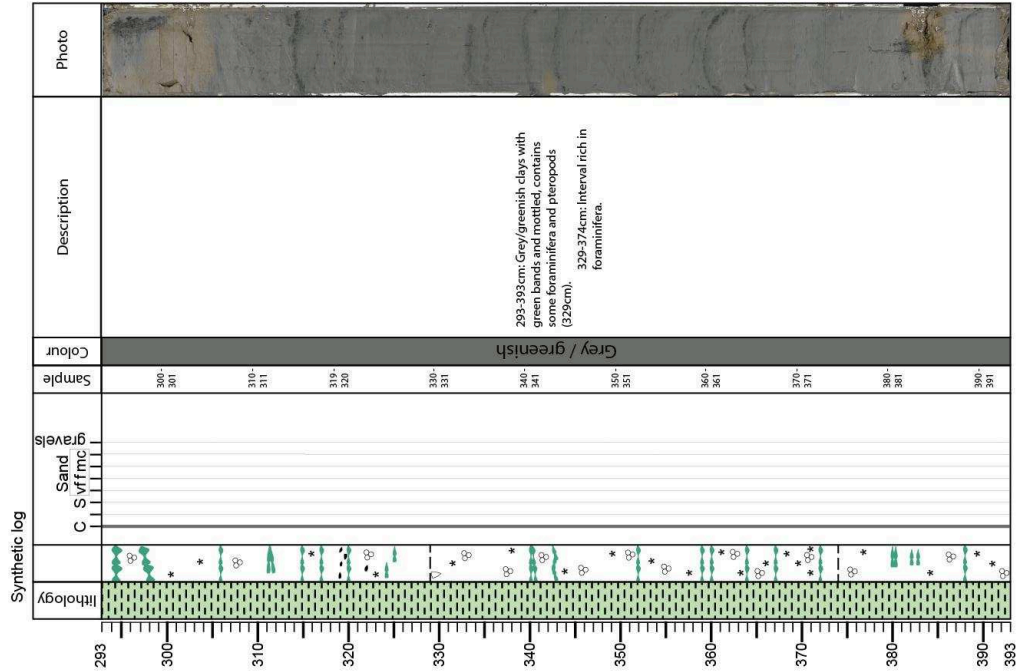 Synthetic log
lithology
C S vf f m c gravels
Sand
Sample
Colour
Description
Photo
293
300
310
320
330
340
350
360
370
380
390
393
300-
301
310-
311
319-
320
330-
331
340-
341
350-
351
360-
361
370-
371
380-
381
390-
391
Grey / greenish
293-393cm: Grey/greenish clays with
green bands and mottled, contains
some foraminifera and pteropods
(329cm).
329-374cm: Interval rich in
foraminifera.